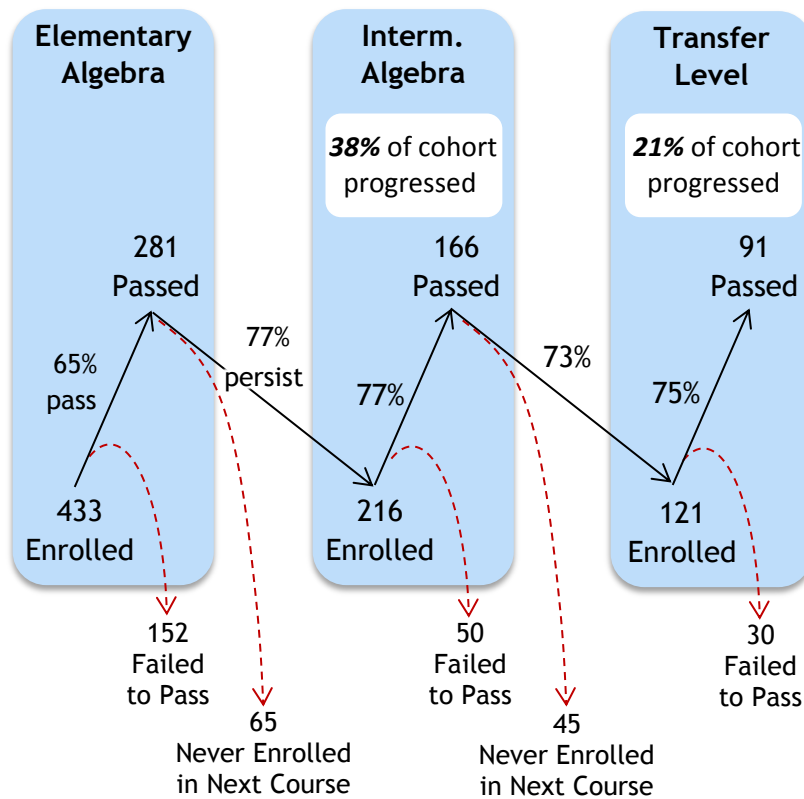 Elementary
Algebra
281
Passed
65%
pass
433
Enrolled
152
Failed
to Pass
77%
persist
65
Never Enrolled
in Next Course
Interm.
Algebra
38% of cohort
progressed
166
Passed
77%
216
Enrolled
50
Failed
to Pass
73%
45
Never Enrolled
in Next Course
Transfer
Level
21% of cohort
progressed
91
Passed
75%
121
Enrolled
30
Failed
to Pass